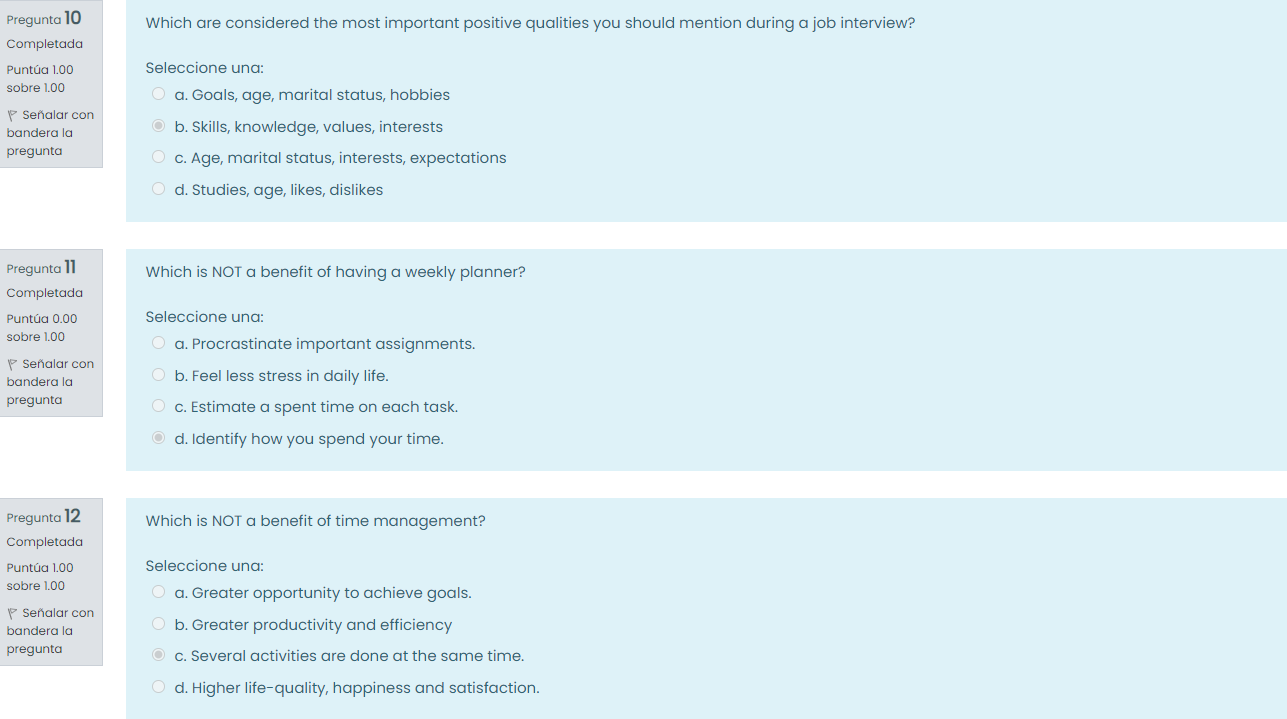 Pregunta 10
Completada
Puntúa 1.00
sobre 1.00
Señalar con
bandera la
pregunta
Which are considered the most important positive qualities you should mention during a job interview?
Seleccione una:
a. Goals, age, marital status, hobbies
b. Skills, knowledge, values, interests
c. Age, marital status, interests, expectations
d. Studies, age, likes, dislikes
Pregunta 11
Completada
Puntúa 0.00
sobre 1.00
Señalar con
bandera la
pregunta
Which is NOT a benefit of having a weekly planner?
Seleccione una:
a. Procrastinate important assignments.
b. Feel less stress in daily life.
c. Estimate a spent time on each task.
d. Identify how you spend your time.
Pregunta 12
Completada
Puntúa 1.00
sobre 1.00
Señalar con
bandera la
pregunta
Which is NOT a benefit of time management?
Seleccione una:
a. Greater opportunity to achieve goals.
b. Greater productivity and efficiency
c. Several activities are done at the same time.
d. Higher life-quality, happiness and satisfaction.